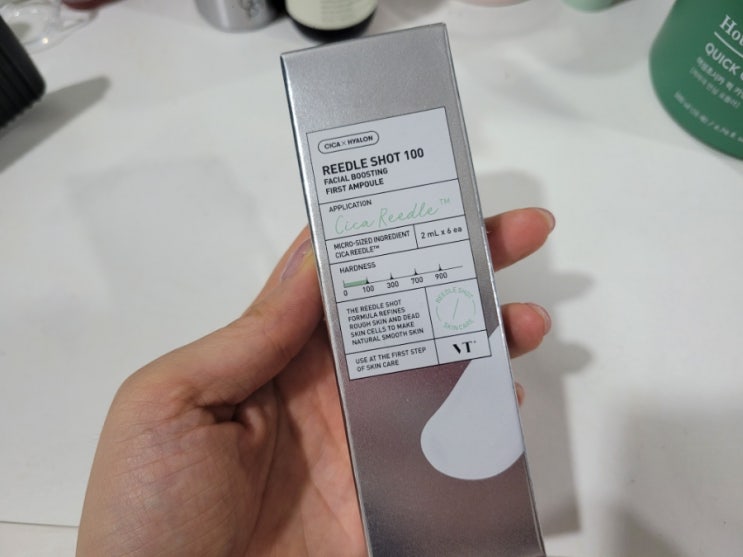 CICA × HYALON
REEDLE SHOT 100
FACIAL BOOSTING
FIRST AMPOULE
APPLICATION
Cica Reedle™
MICRO-SIZED INGREDIENT
CICA REEDLE™
2 mL x 6 ea
HARDNESS
0 100 300 700 900
THE REEDLE SHOT
FORMULA REFINES
ROUGH SKIN AND DEAD
SKIN CELLS TO MAKE
NATURAL SMOOTH SKIN
REEDLE SHOT
SKIN CARE
USE AT THE FIRST STEP
OF SKIN CARE
VT
QUICK